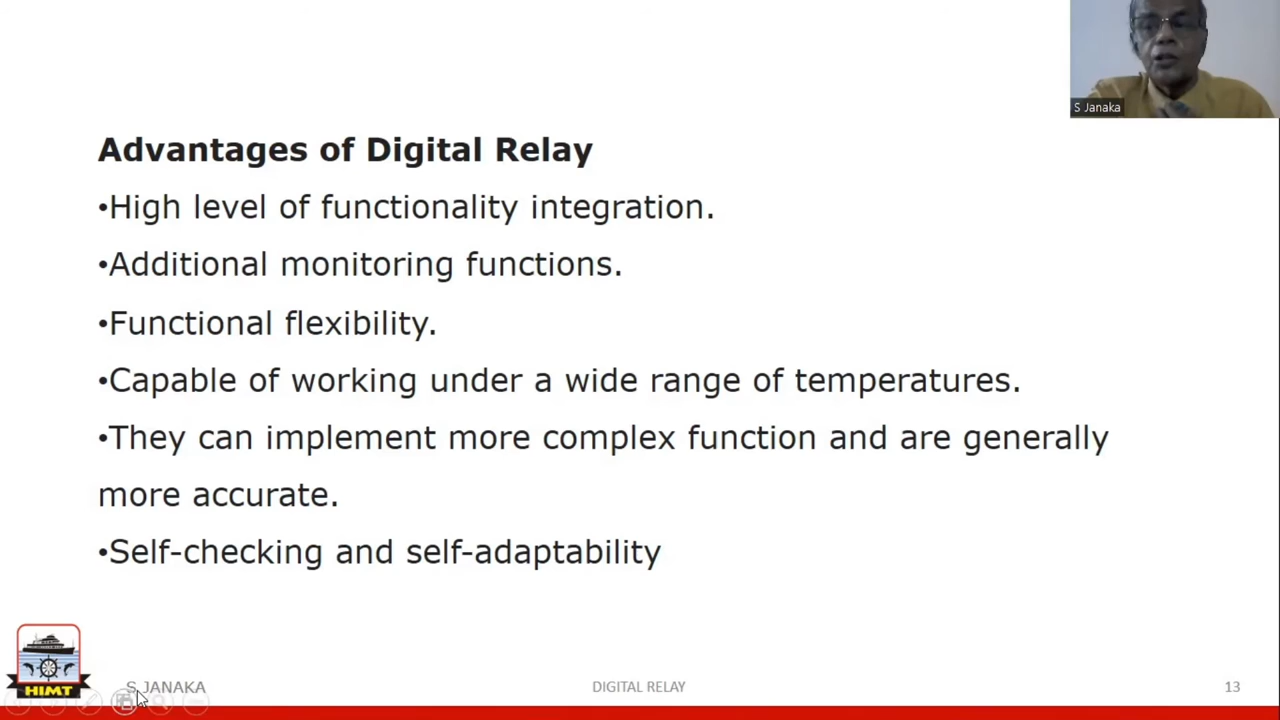 S Janaka
Advantages of Digital Relay
•High level of functionality integration.
•Additional monitoring functions.
•Functional flexibility.
•Capable of working under a wide range of temperatures.
•They can implement more complex function and are generally
more accurate.
•Self-checking and self-adaptability
HIMT
S JANAKA
DIGITAL RELAY
13